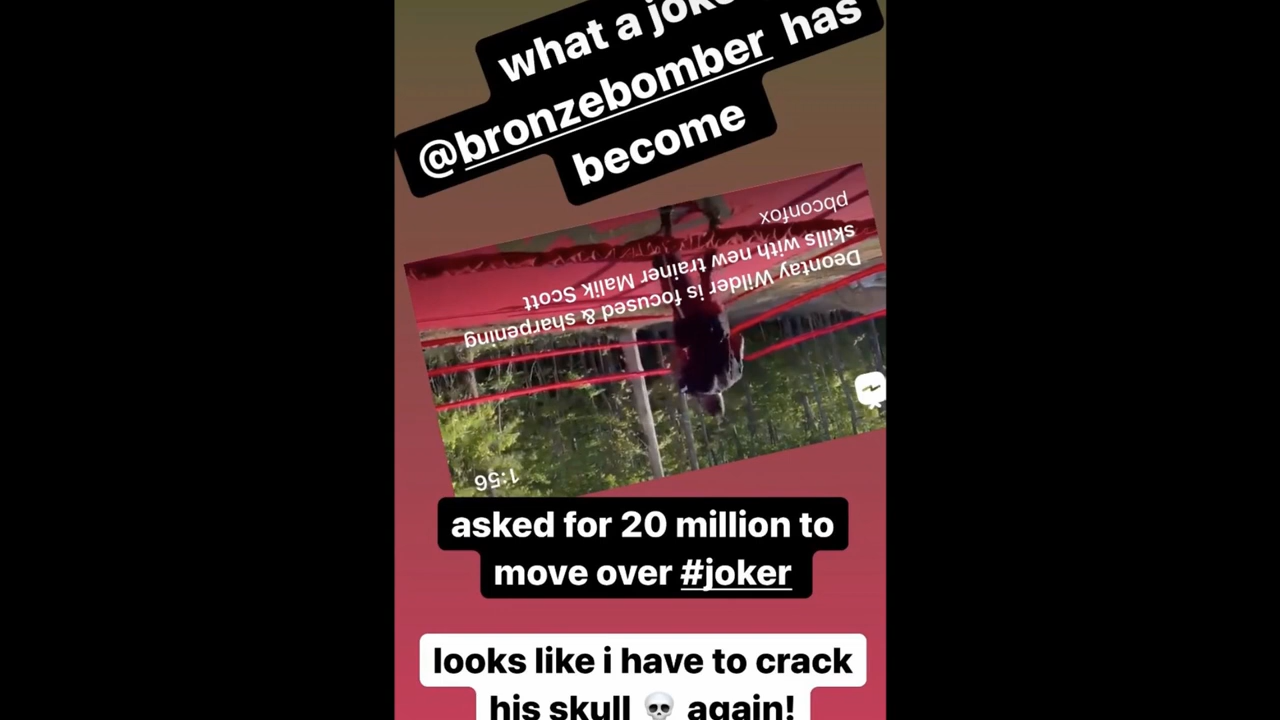 what a joke
@bronzebomber has
become
Deontay Wilder is focused & sharpening
skills with new trainer Malik Scott
pbconfox
1:56
asked for 20 million to
move over #joker
looks like i have to crack
his skull 💀 again!